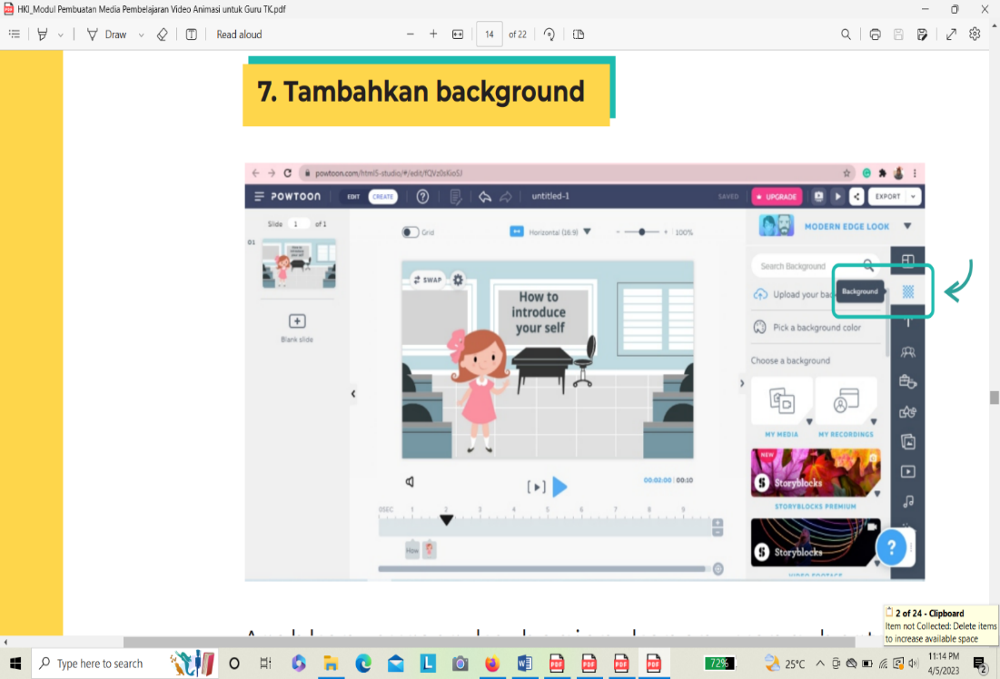 HKI_Modul Pembuatan Media Pembelajaran Video Animasi untuk Guru TK.pdf
Draw
Read aloud
14
of 22
7. Tambahkan background
powtoon.com/html5-studio/#/edit/fQVz0sKio5J
POWTOON
EDIT
CREATE
untitled-1
SAVED
UPGRADE
EXPORT
Slide 1 of 1
Grid
Horizontal (16:9)
100%
MODERN EDGE LOOK
01
SWAP
How to
introduce
your self
Blank slide
Search Background
Upload your bac
Background
Pick a background color
Choose a background
MY MEDIA
MY RECORDINGS
NEW
Storyblocks
STORYBLOCKS PREMIUM
Storyblocks
VIDEO FOOTAGE
[▶]
00:02:00 | 00:10
0SEC 1 2 3 4 5 6 7 8 9
How
?
2 of 24 - Clipboard
Item not Collected: Delete items
to increase available space
Type here to search
72%
25°C
11:14 PM
4/5/2023
2